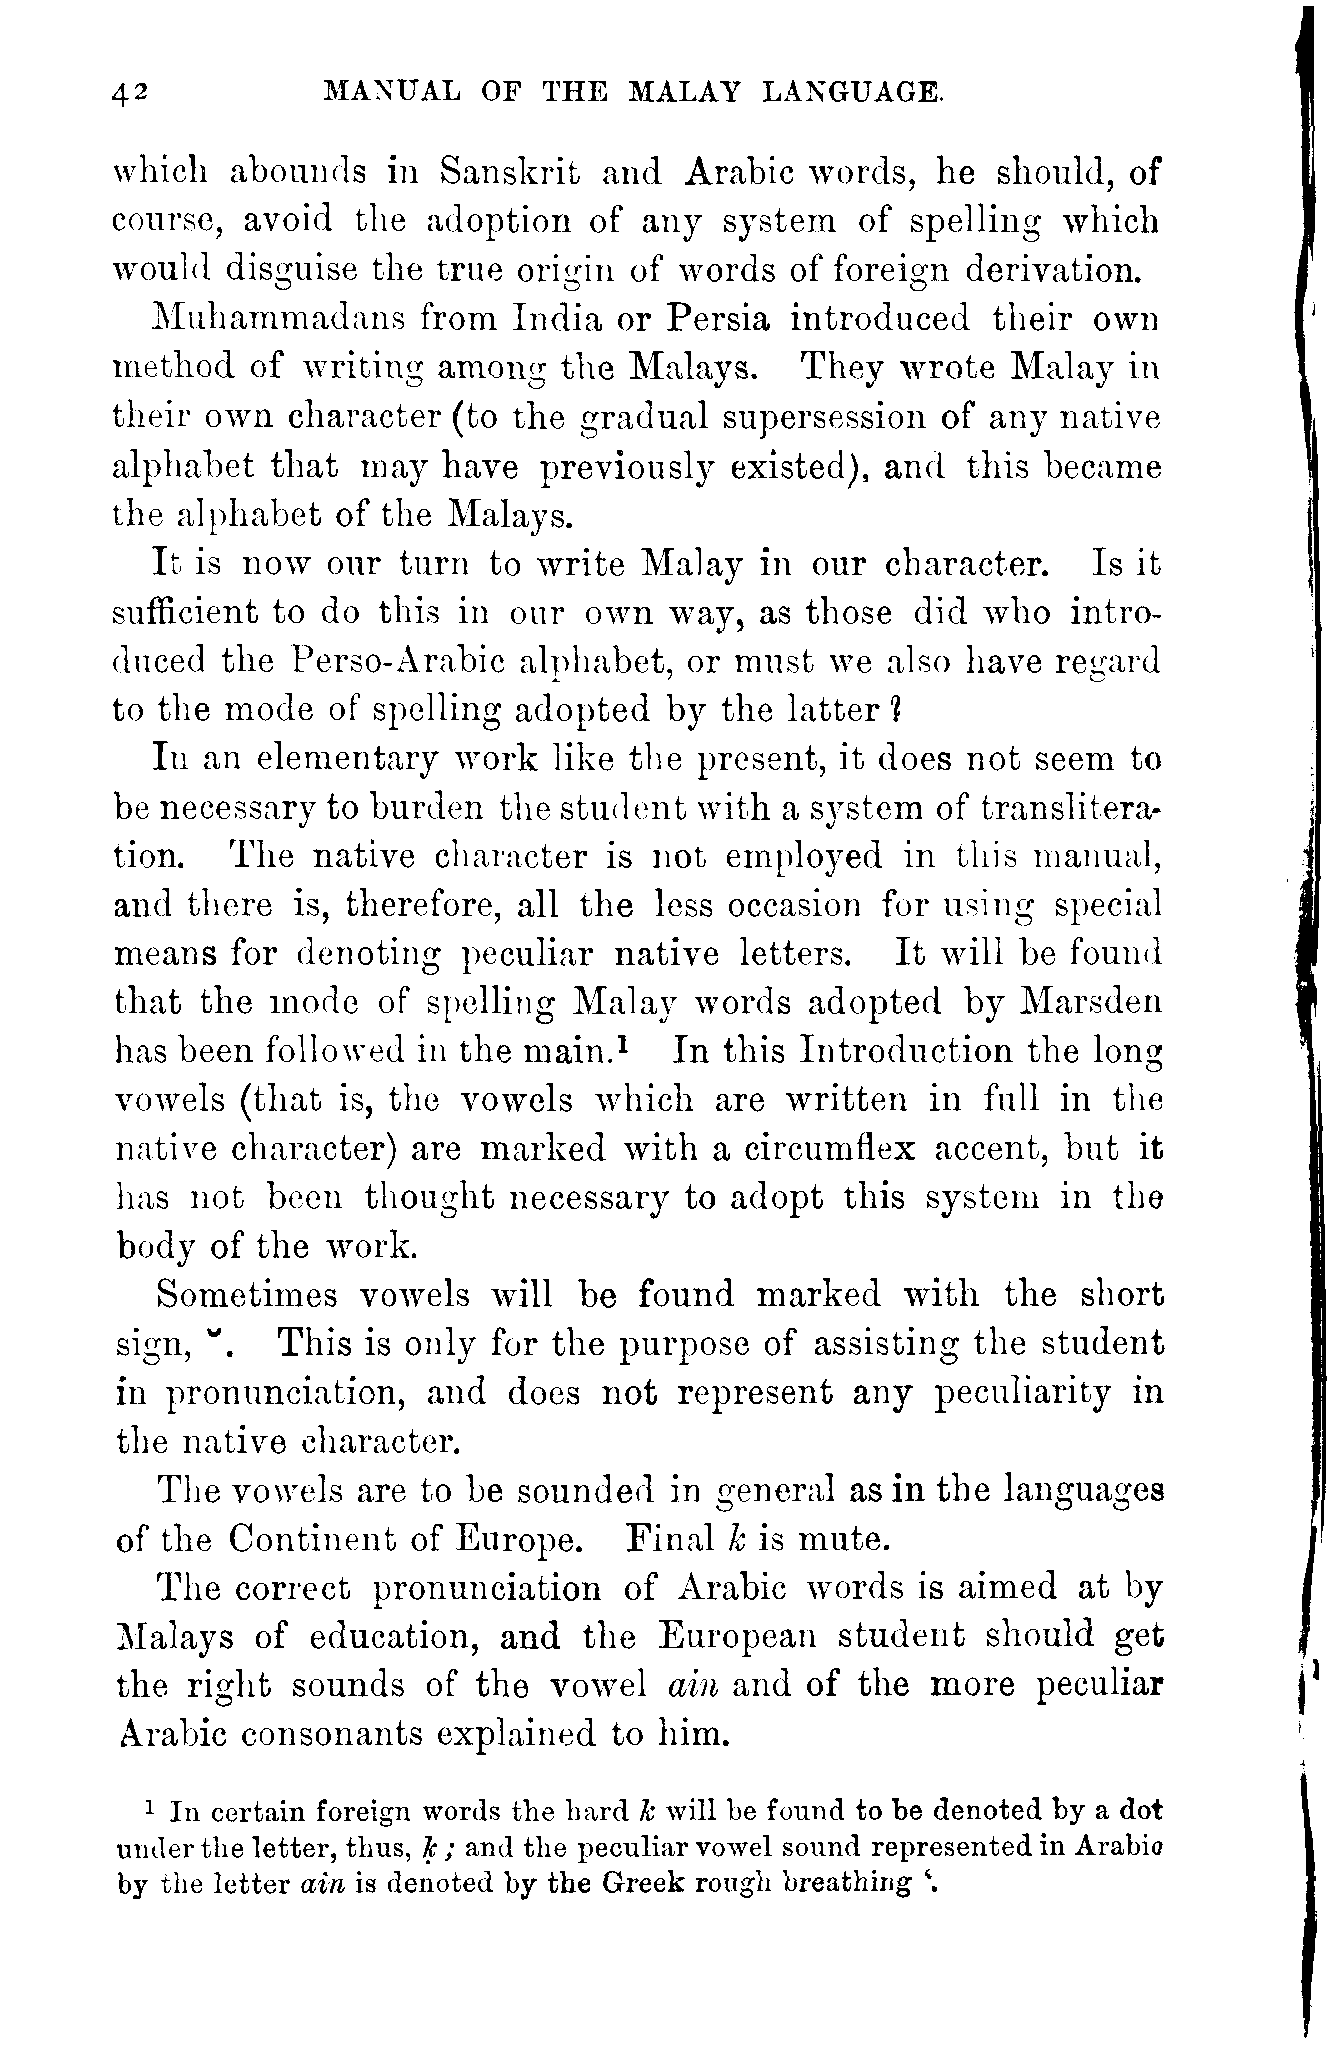 42 MANUAL OF THE MALAY LANGUAGE.
which abounds in Sanskrit and Arabic words, he should, of
course, avoid the adoption of any system of spelling which
would disguise the true origin of words of foreign derivation.
Muhammadans from India or Persia introduced their own
method of writing among the Malays. They wrote Malay in
their own character (to the gradual supersession of any native
alphabet that may have previously existed), and this became
the alphabet of the Malays.
It is now our turn to write Malay in our character. Is it
sufficient to do this in our own way, as those did who intro-
duced the Perso-Arabic alphabet, or must we also have regard
to the mode of spelling adopted by the latter?
In an elementary work like the present, it does not seem to
be necessary to burden the student with a system of translitera-
tion. The native character is not employed in this manual,
and there is, therefore, all the less occasion for using special
means for denoting peculiar native letters. It will be found
that the mode of spelling Malay words adopted by Marsden
has been followed in the main.¹ In this Introduction the long
vowels (that is, the vowels which are written in full in the
native character) are marked with a circumflex accent, but it
has not been thought necessary to adopt this system in the
body of the work.
Sometimes vowels will be found marked with the short
sign, ˘. This is only for the purpose of assisting the student
in pronunciation, and does not represent any peculiarity in
the native character.
The vowels are to be sounded in general as in the languages
of the Continent of Europe. Final k is mute.
The correct pronunciation of Arabic words is aimed at by
Malays of education, and the European student should get
the right sounds of the vowel ain and of the more peculiar
Arabic consonants explained to him.
¹ In certain foreign words the hard k will be found to be denoted by a dot
under the letter, thus, ḳ; and the peculiar vowel sound represented in Arabic
by the letter ain is denoted by the Greek rough breathing ‛.